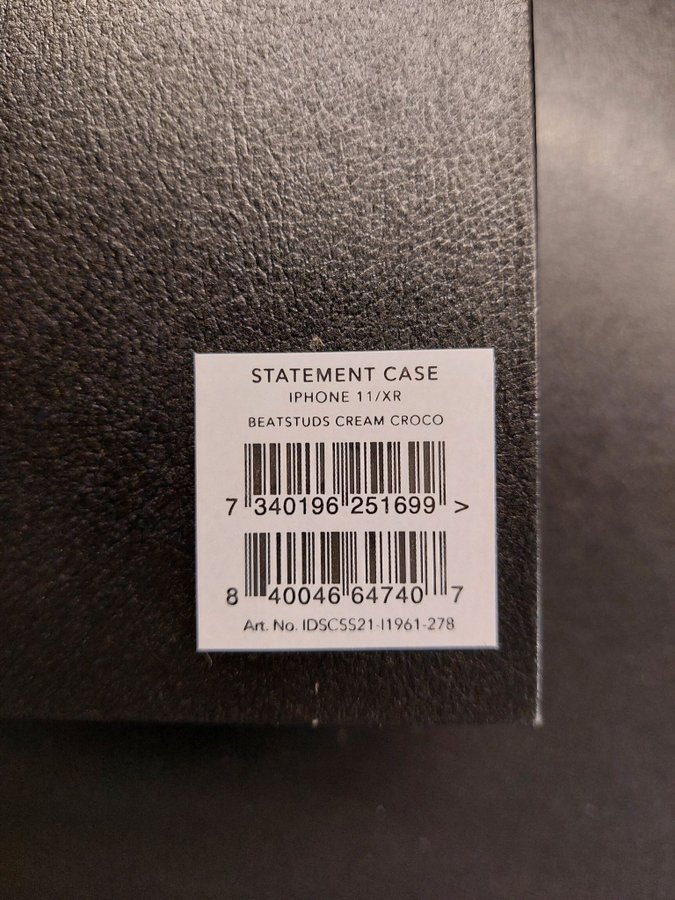 STATEMENT CASE
IPHONE 11/XR
BEATSTUDS CREAM CROCO
7 340196 251699 >
8 40046 64740 7
Art. No. IDSCSS21-I1961-278